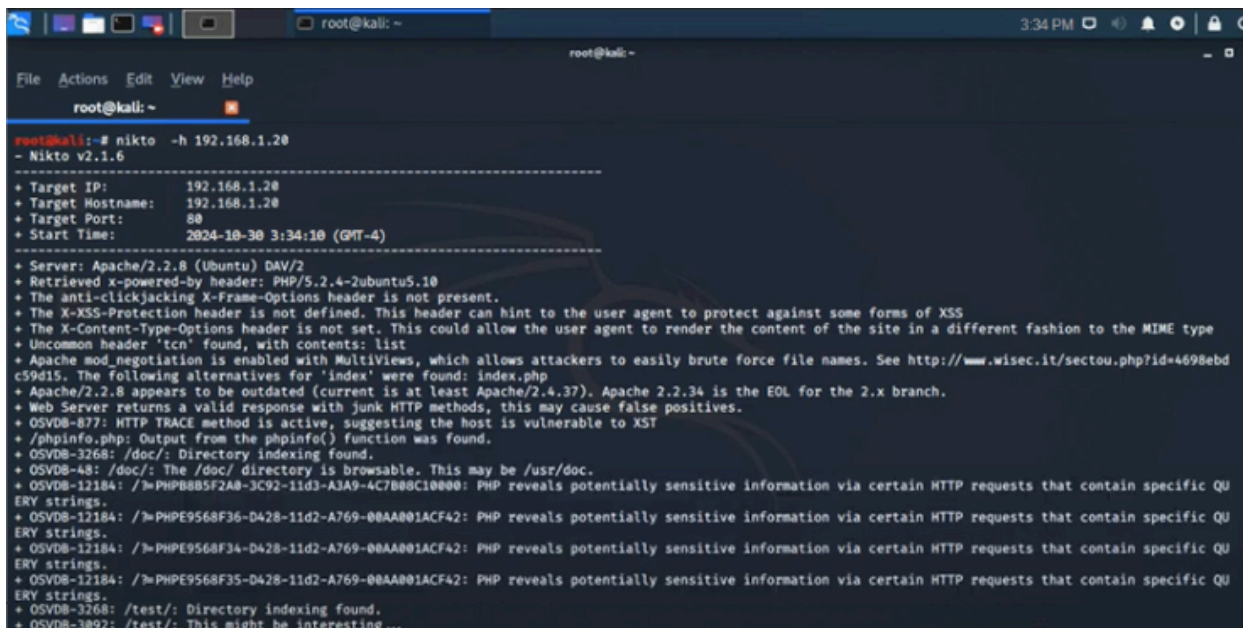 root@kali: ~
3:34 PM
root@kali:~
File Actions Edit View Help
root@kali: ~
root@kali:~# nikto -h 192.168.1.20
- Nikto v2.1.6
---------------------------------------------------------------------------
+ Target IP: 192.168.1.20
+ Target Hostname: 192.168.1.20
+ Target Port: 80
+ Start Time: 2024-10-30 3:34:10 (GMT-4)
---------------------------------------------------------------------------
+ Server: Apache/2.2.8 (Ubuntu) DAV/2
+ Retrieved x-powered-by header: PHP/5.2.4-2ubuntu5.10
+ The anti-clickjacking X-Frame-Options header is not present.
+ The X-XSS-Protection header is not defined. This header can hint to the user agent to protect against some forms of XSS
+ The X-Content-Type-Options header is not set. This could allow the user agent to render the content of the site in a different fashion to the MIME type
+ Uncommon header 'tcn' found, with contents: list
+ Apache mod_negotiation is enabled with MultiViews, which allows attackers to easily brute force file names. See http://www.wisec.it/sectou.php?id=4698ebd
c59d15. The following alternatives for 'index' were found: index.php
+ Apache/2.2.8 appears to be outdated (current is at least Apache/2.4.37). Apache 2.2.34 is the EOL for the 2.x branch.
+ Web Server returns a valid response with junk HTTP methods, this may cause false positives.
+ OSVDB-877: HTTP TRACE method is active, suggesting the host is vulnerable to XST
+ /phpinfo.php: Output from the phpinfo() function was found.
+ OSVDB-3268: /doc/: Directory indexing found.
+ OSVDB-48: /doc/: The /doc/ directory is browsable. This may be /usr/doc.
+ OSVDB-12184: /?=PHPB8B5F2A0-3C92-11d3-A3A9-4C7B08C10000: PHP reveals potentially sensitive information via certain HTTP requests that contain specific QU
ERY strings.
+ OSVDB-12184: /?=PHPE9568F36-D428-11d2-A769-00AA001ACF42: PHP reveals potentially sensitive information via certain HTTP requests that contain specific QU
ERY strings.
+ OSVDB-12184: /?=PHPE9568F34-D428-11d2-A769-00AA001ACF42: PHP reveals potentially sensitive information via certain HTTP requests that contain specific QU
ERY strings.
+ OSVDB-12184: /?=PHPE9568F35-D428-11d2-A769-00AA001ACF42: PHP reveals potentially sensitive information via certain HTTP requests that contain specific QU
ERY strings.
+ OSVDB-3268: /test/: Directory indexing found.
+ OSVDB-3092: /test/: This might be interesting...